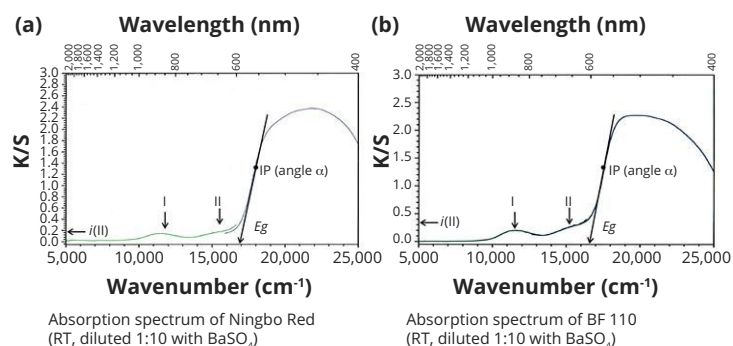 (a)
Wavelength (nm)
2,000
1,800
1,600
1,400
1,200
1,000
800
600
400
K/S
3.0
2.8
2.6
2.4
2.2
2.0
1.8
1.6
1.4
1.2
1.0
0.8
0.6
0.4
0.2
0.0
i(II)
I
II
IP (angle α)
Eg
5,000
10,000
15,000
20,000
25,000
Wavenumber (cm-1)
Absorption spectrum of Ningbo Red
(RT, diluted 1:10 with BaSO4)
(b)
Wavelength (nm)
2,000
1,800
1,600
1,400
1,200
1,000
800
600
400
K/S
3.0
2.5
2.0
1.5
1.0
0.5
0.0
i(II)
I
II
IP (angle α)
Eg
5,000
10,000
15,000
20,000
25,000
Wavenumber (cm-1)
Absorption spectrum of BF 110
(RT, diluted 1:10 with BaSO4)